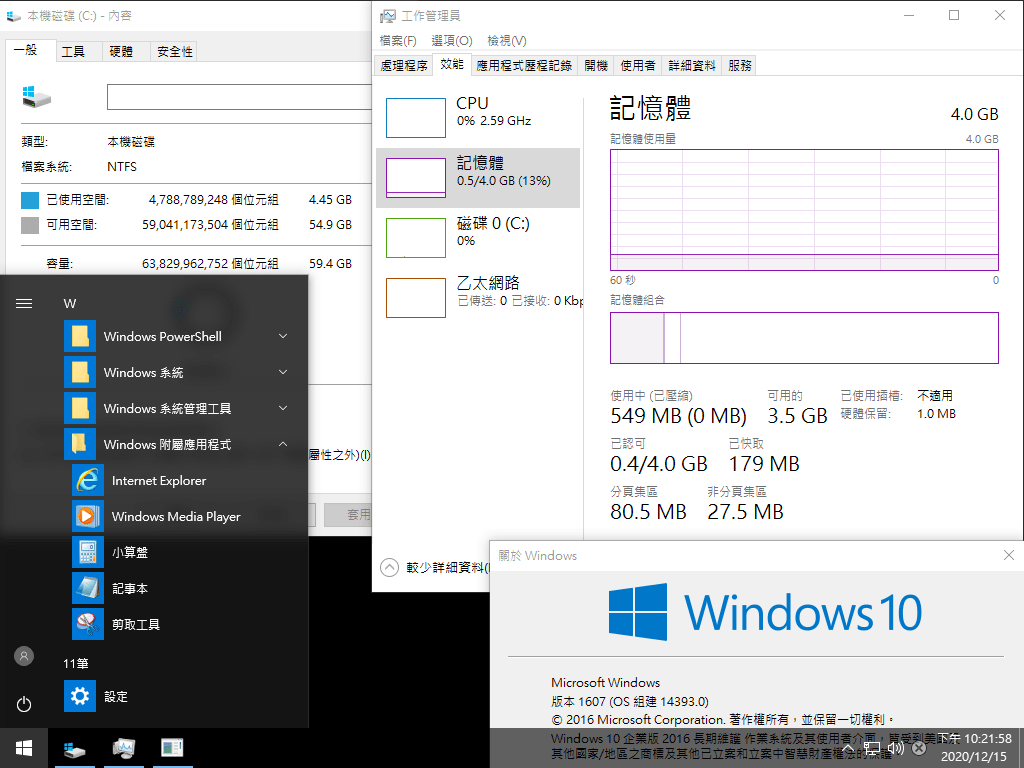 本機磁碟 (C:) - 內容
一般
工具
硬體
安全性
類型:
本機磁碟
檔案系統:
NTFS
已使用空間:
4,788,789,248 個位元組
4.45 GB
可用空間:
59,041,173,504 個位元組
54.9 GB
容量:
63,829,962,752 個位元組
59.4 GB
屬性之外)(I)
套用
工作管理員
檔案(F)
選項(O)
檢視(V)
處理程序
效能
應用程式歷程記錄
開機
使用者
詳細資料
服務
CPU
0% 2.59 GHz
記憶體
0.5/4.0 GB (13%)
磁碟 0 (C:)
0%
乙太網路
已傳送: 0 已接收: 0 Kbp
記憶體
4.0 GB
記憶體使用量
4.0 GB
60 秒
0
記憶體組合
使用中 (已壓縮)
549 MB (0 MB)
可用的
3.5 GB
已使用插槽:
不適用
硬體保留:
1.0 MB
已認可
0.4/4.0 GB
已快取
179 MB
分頁集區
80.5 MB
非分頁集區
27.5 MB
較少詳細資料(
W
Windows PowerShell
Windows 系統
Windows 系統管理工具
Windows 附屬應用程式
Internet Explorer
Windows Media Player
小算盤
記事本
剪取工具
11筆
設定
關於 Windows
Windows 10
Microsoft Windows
版本 1607 (OS 組建 14393.0)
© 2016 Microsoft Corporation. 著作權所有，並保留一切權利。
Windows 10 企業版 2016 長期維護 作業系統及其使用者介面，皆受到美國與
其他國家/地區之商標及其他已立案和立案中智慧財產權法的保護
下午 10:21:58
2020/12/15